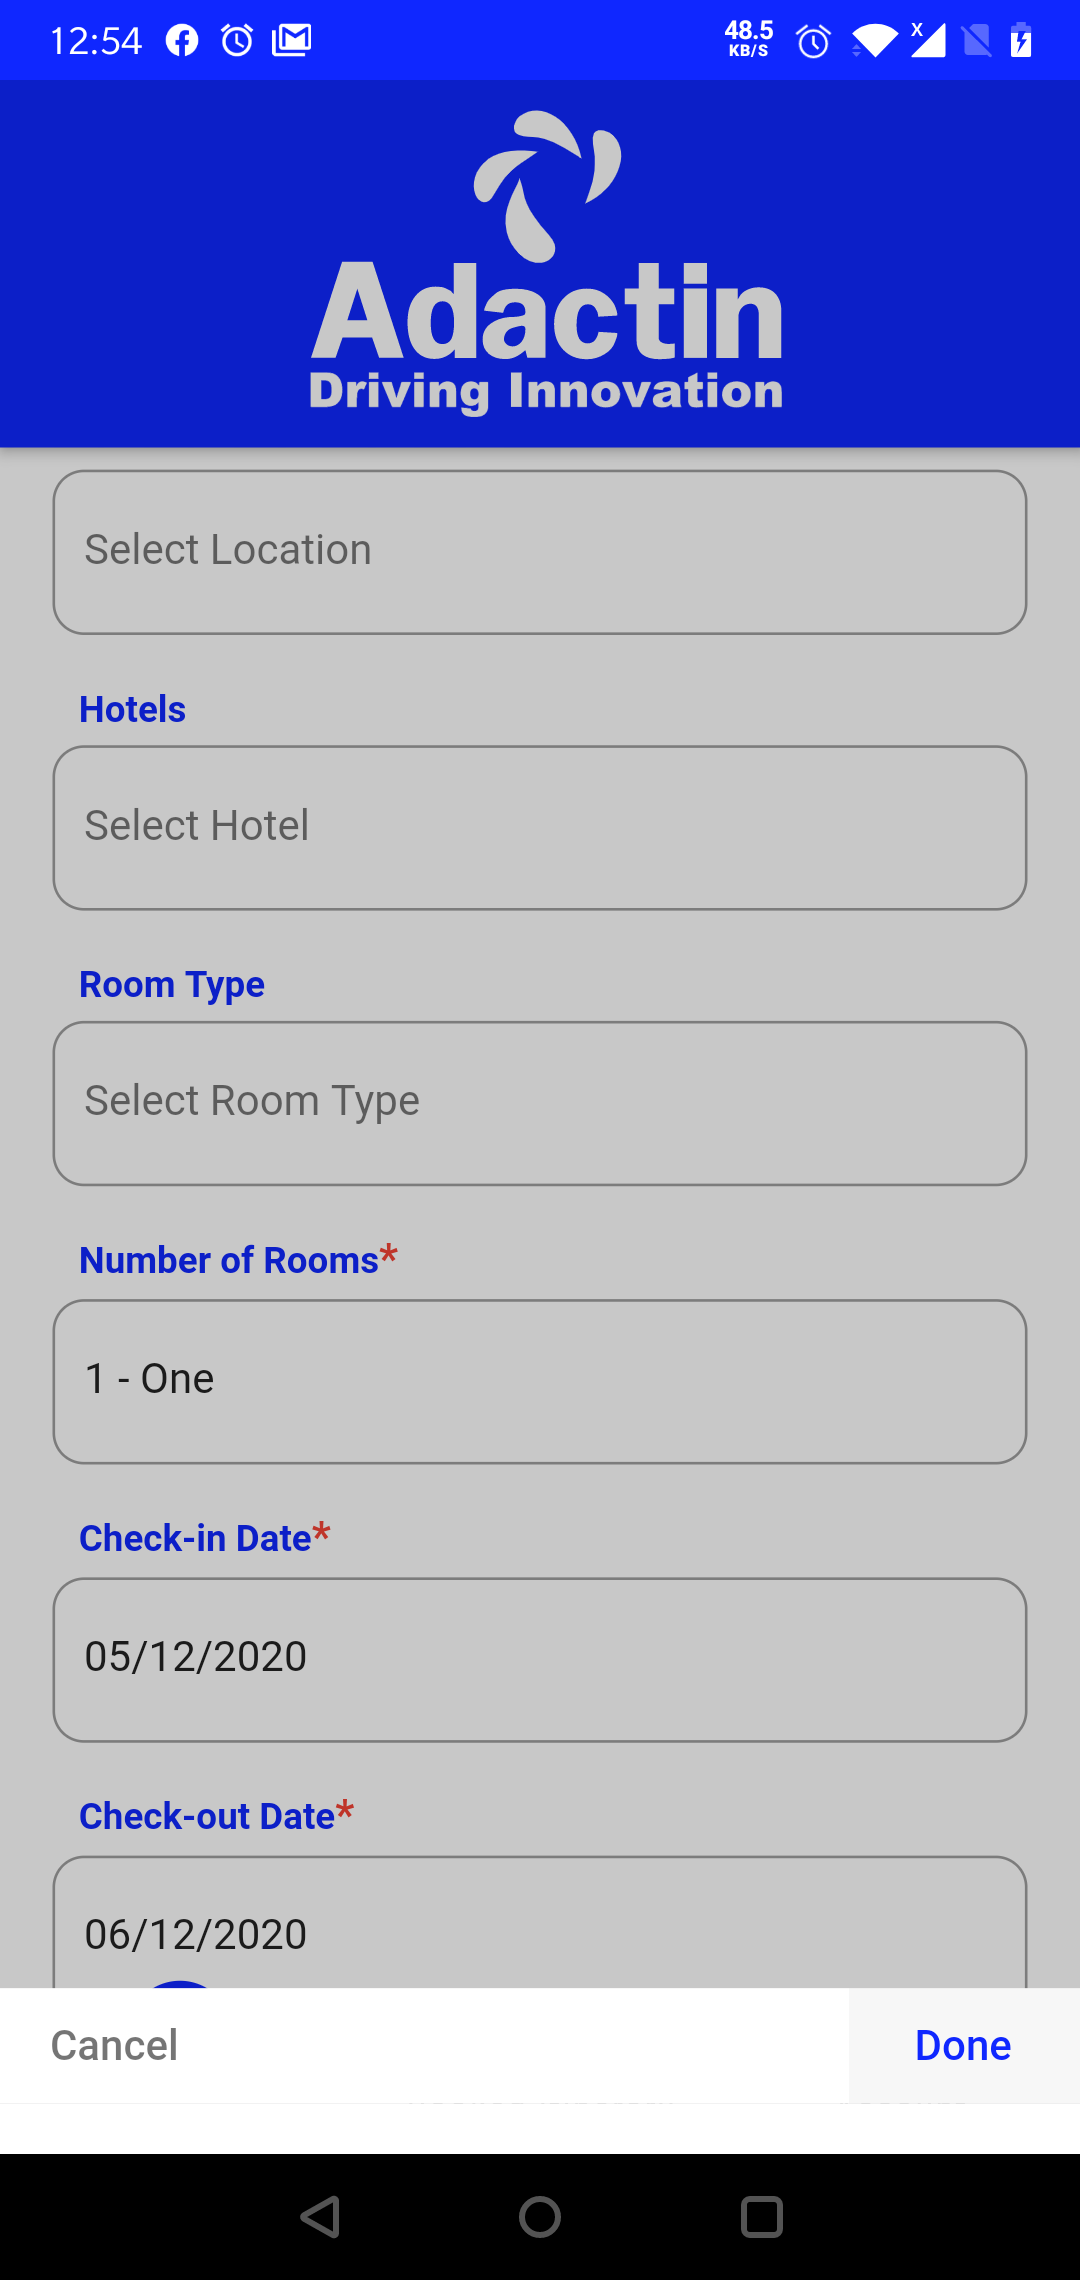 12:54
48.5
KB/S
X
Adactin
Driving Innovation
Select Location
Hotels
Select Hotel
Room Type
Select Room Type
Number of Rooms*
1 - One
Check-in Date*
05/12/2020
Check-out Date*
06/12/2020
Cancel
Done